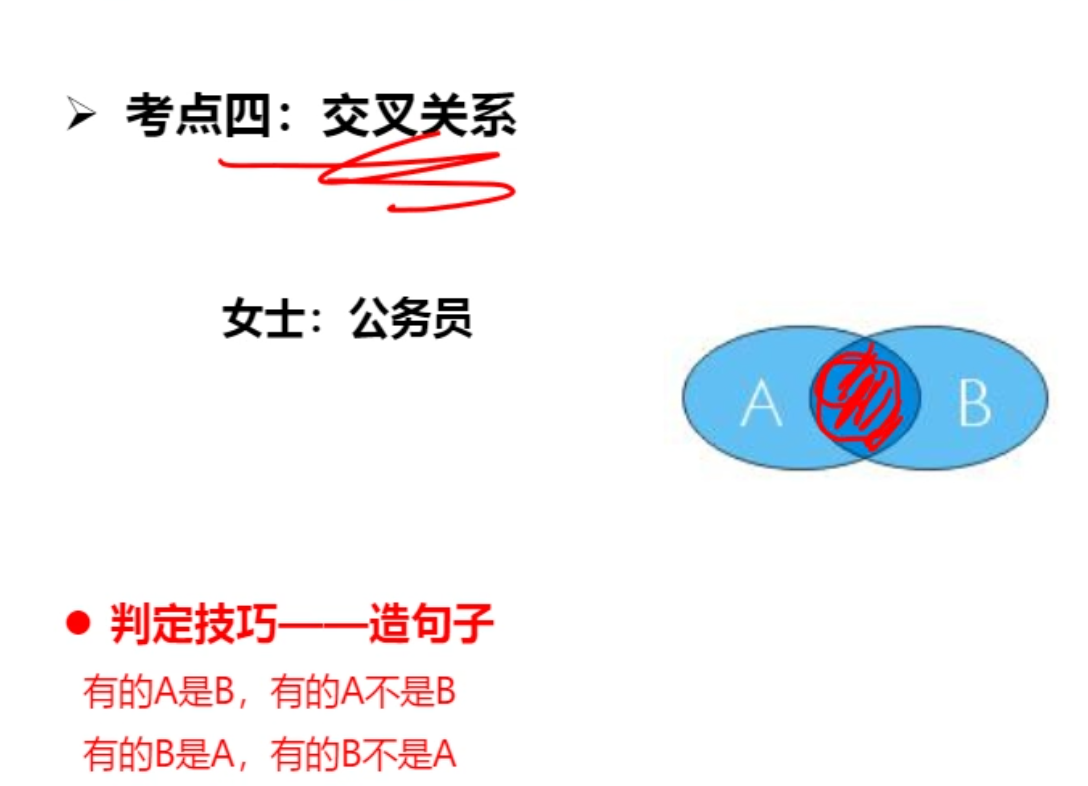 考点四：交叉关系
女士：公务员
A B
判定技巧——造句子
有的A是B，有的A不是B
有的B是A，有的B不是A